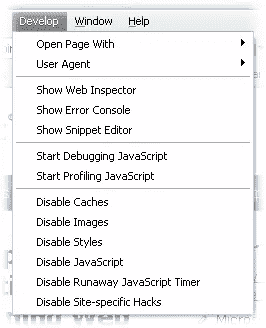 Develop Window Help
Open Page With
User Agent
Show Web Inspector
Show Error Console
Show Snippet Editor
Start Debugging JavaScript
Start Profiling JavaScript
Disable Caches
Disable Images
Disable Styles
Disable JavaScript
Disable Runaway JavaScript Timer
Disable Site-specific Hacks